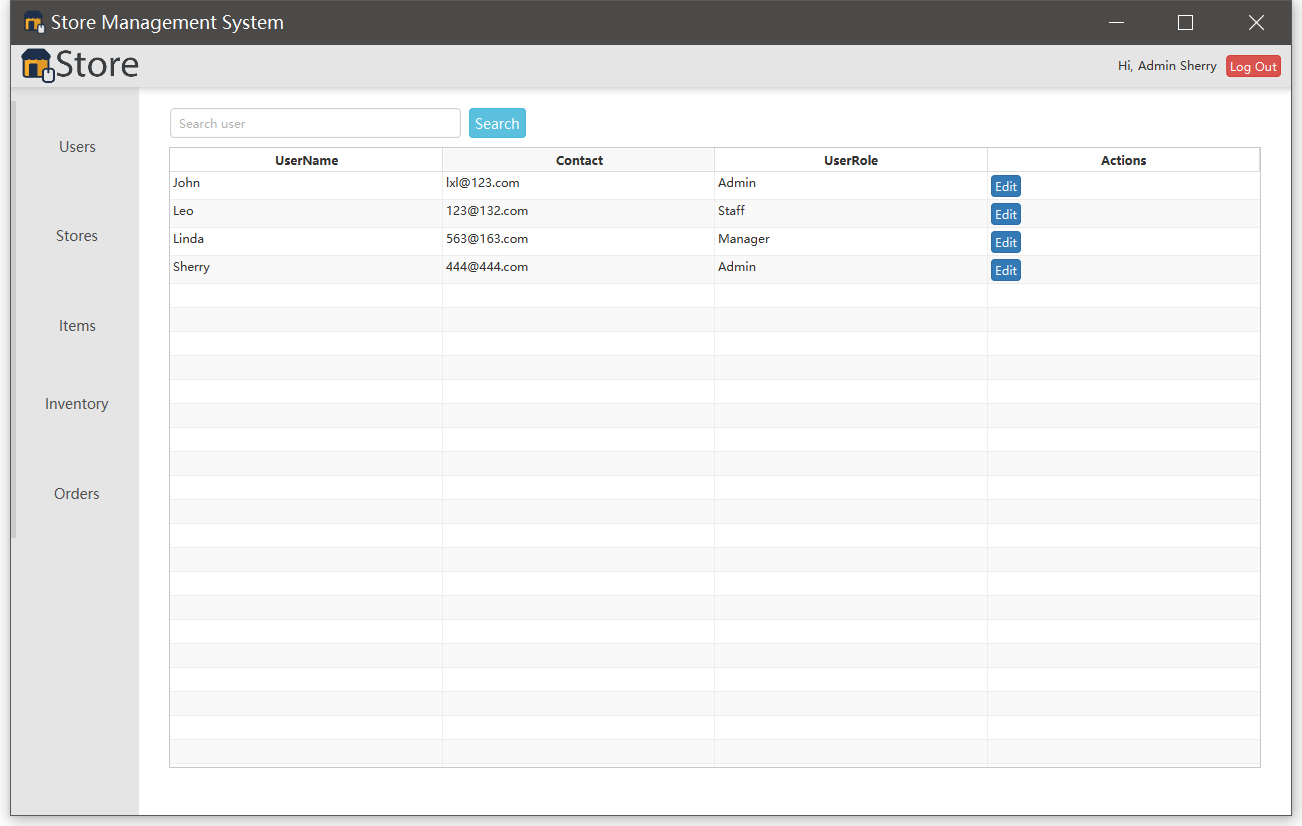 Store Management System
Store
Hi, Admin Sherry
Log Out
Users
Stores
Items
Inventory
Orders
Search user
Search
UserName Contact UserRole Actions
John lxl@123.com Admin Edit
Leo 123@132.com Staff Edit
Linda 563@163.com Manager Edit
Sherry 444@444.com Admin Edit